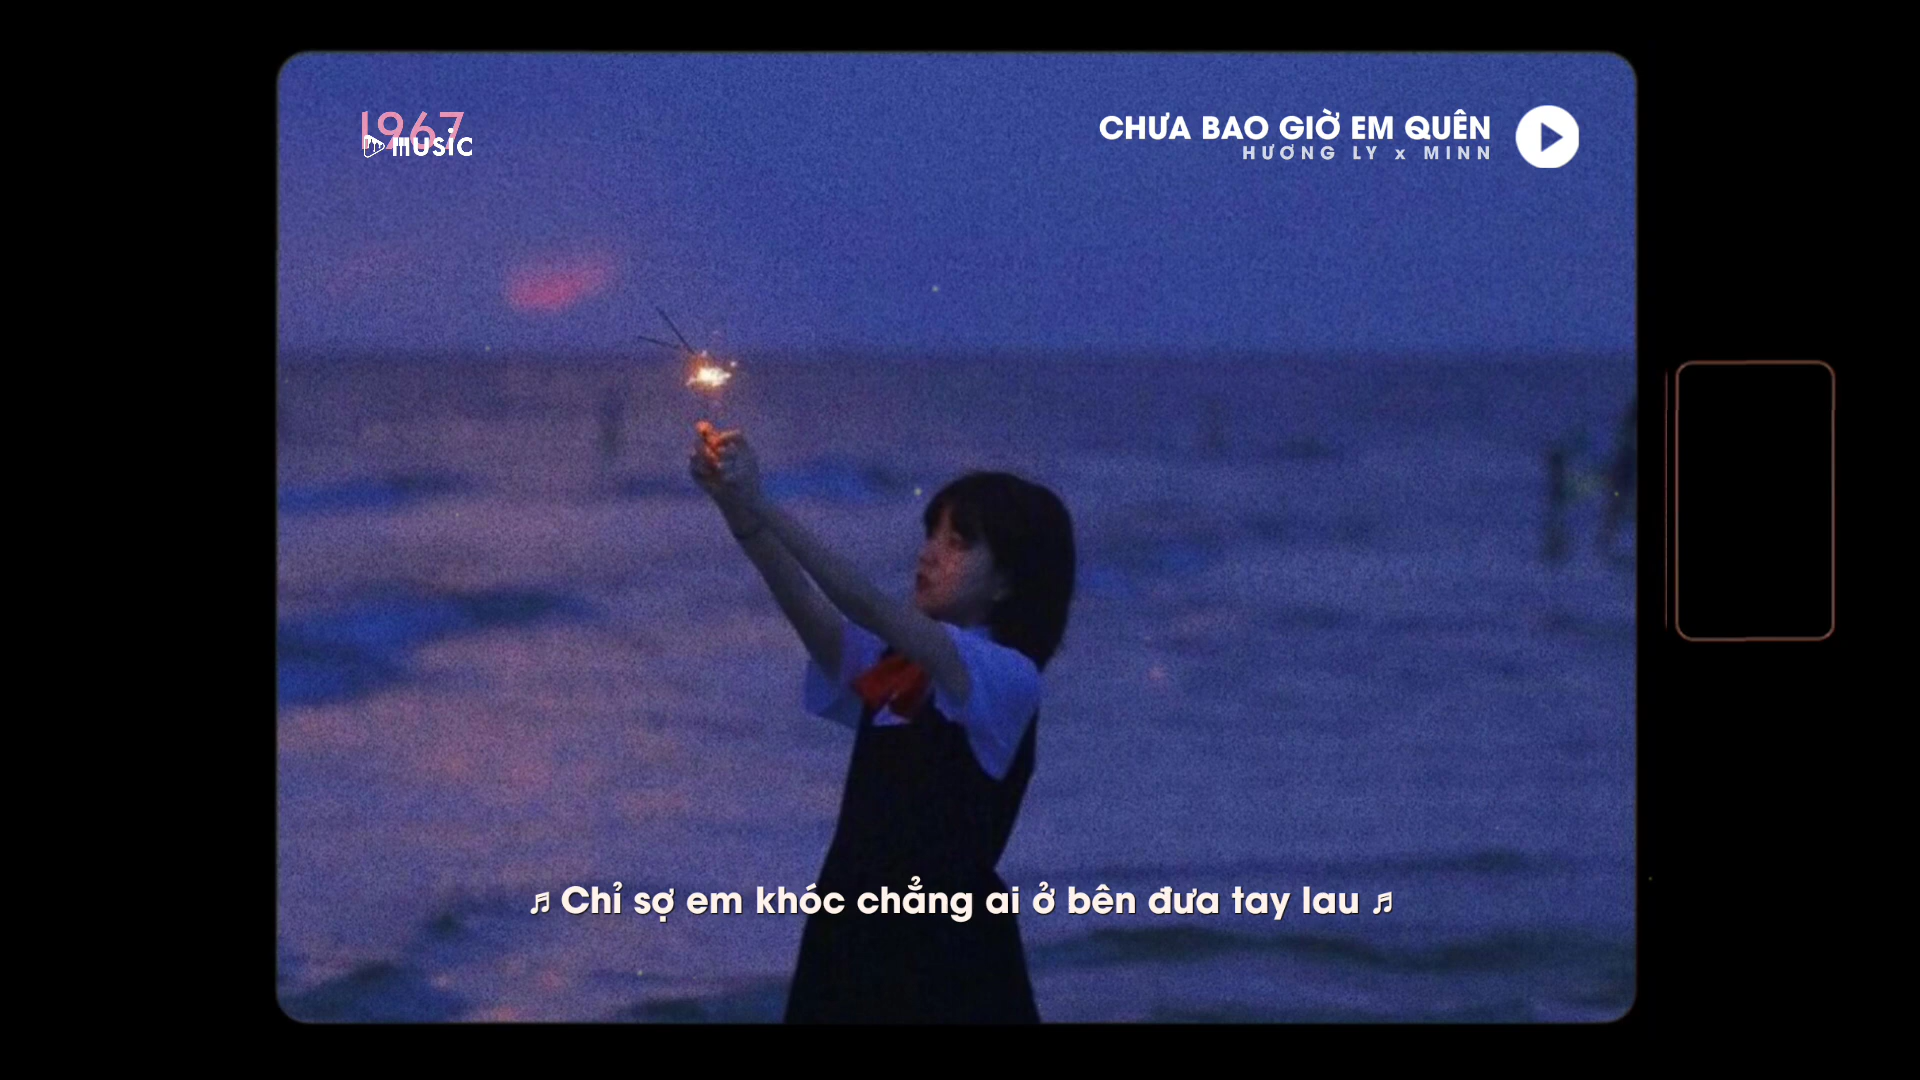 1967
music
CHƯA BAO GIỜ EM QUÊN
HƯƠNG LY x MINN
♬ Chỉ sợ em khóc chẳng ai ở bên đưa tay lau ♬